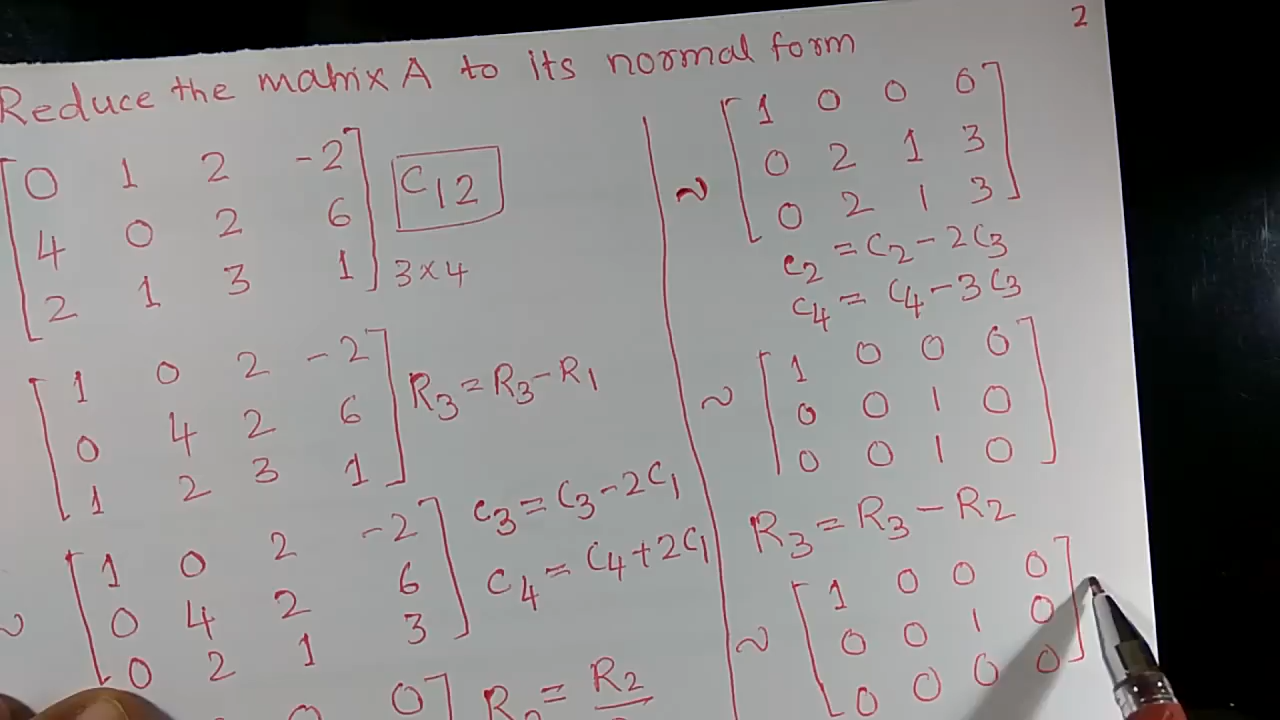 2
Reduce the matrix A to its normal form
0 1 2 -2
4 0 2 6
2 1 3 1
3×4
C12
1 0 2 -2
0 4 2 6
1 2 3 1
R3 = R3 - R1
~
1 0 2 -2
0 4 2 6
0 2 1 3
C3 = C3 - 2C1
C4 = C4 + 2C1
0
R2
~
1 0 0 0
0 2 1 3
0 2 1 3
C2 = C2 - 2C3
C4 = C4 - 3C3
~
1 0 0 0
0 0 1 0
0 0 1 0
R3 = R3 - R2
~
1 0 0 0
0 0 1 0
0 0 0 0